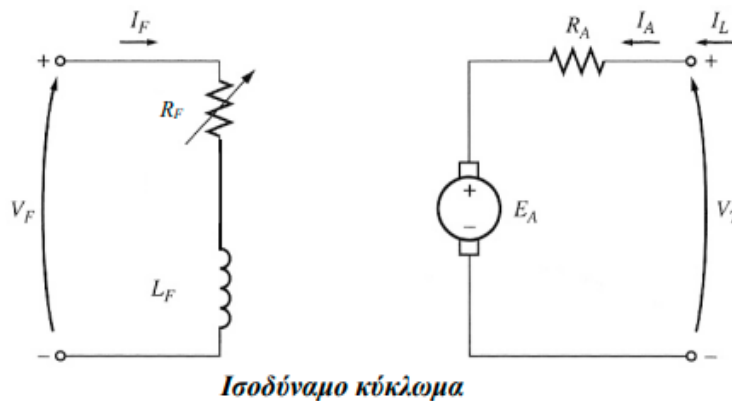 I_F
R_A
I_A
I_L
+
+
R_F
V_F
+
−
E_A
L_F
−
−
Ισοδύναμο κύκλωμα